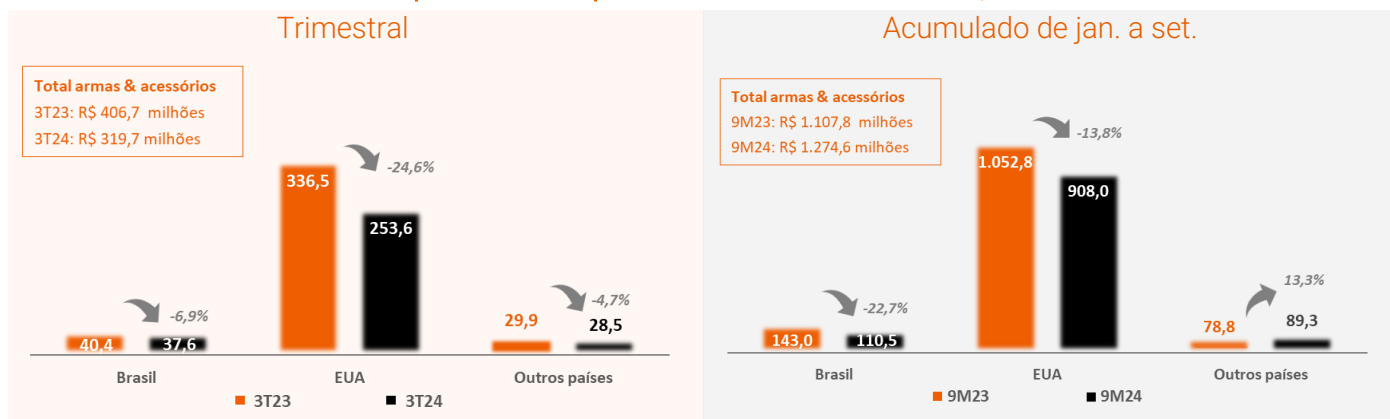 Trimestral
Total armas & acessórios
3T23: R$ 406,7 milhões
3T24: R$ 319,7 milhões
-24,6%
336,5
253,6
-6,9%
-4,7%
29,9
28,5
40,4
37,6
Brasil
EUA
Outros países
3T23
3T24
Acumulado de jan. a set.
Total armas & acessórios
9M23: R$ 1.107,8 milhões
9M24: R$ 1.274,6 milhões
-13,8%
1.052,8
908,0
-22,7%
13,3%
78,8
89,3
143,0
110,5
Brasil
EUA
Outros países
9M23
9M24